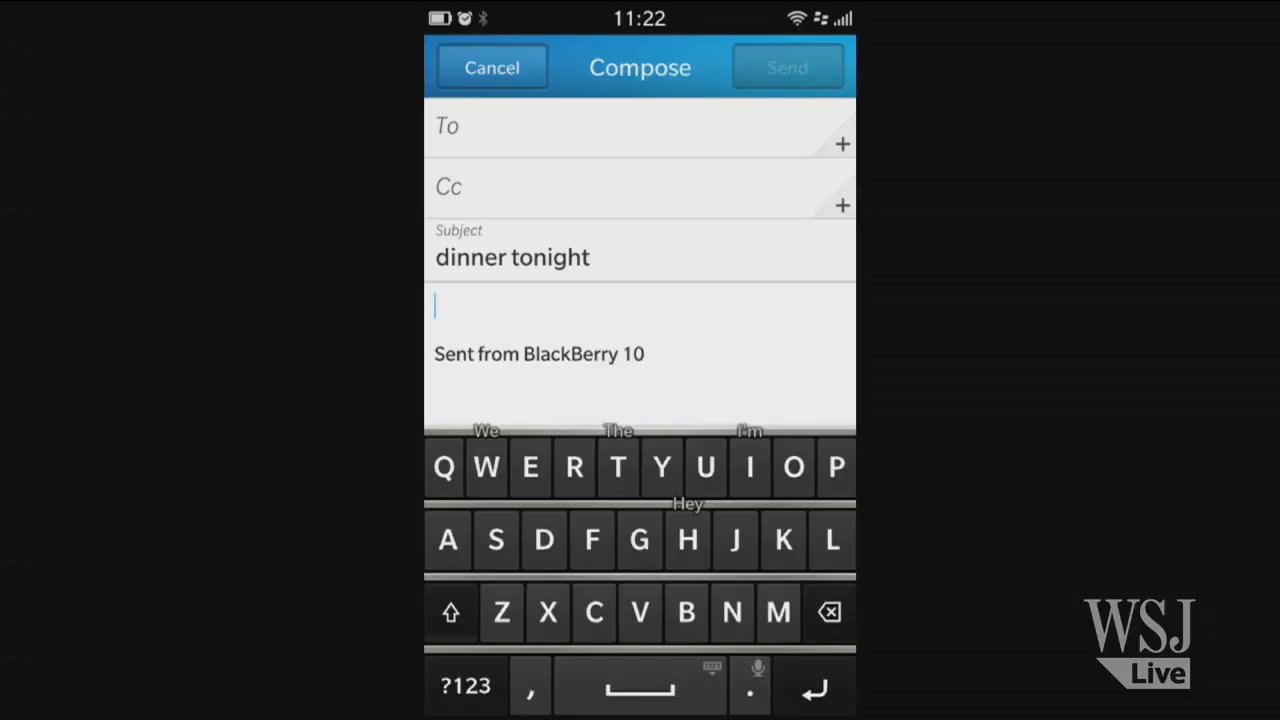 11:22
Cancel Compose Send
To
+
Cc
+
Subject
dinner tonight
Sent from BlackBerry 10
We The I'm
Q W E R T Y U I O P
Hey
A S D F G H J K L
Z X C V B N M
?123 , .
WSJ
Live